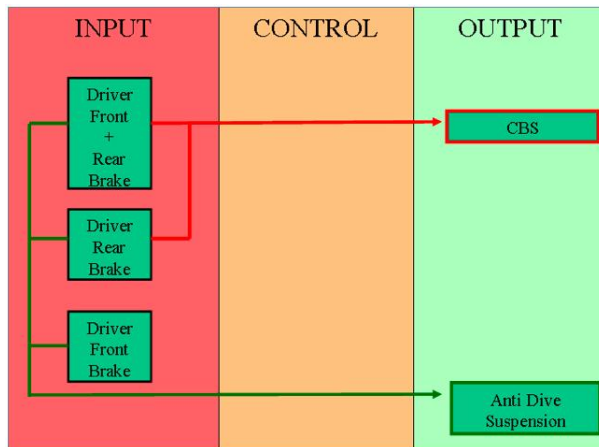 INPUT
CONTROL
OUTPUT
Driver
Front
+
Rear
Brake
CBS
Driver
Rear
Brake
Driver
Front
Brake
Anti Dive
Suspension